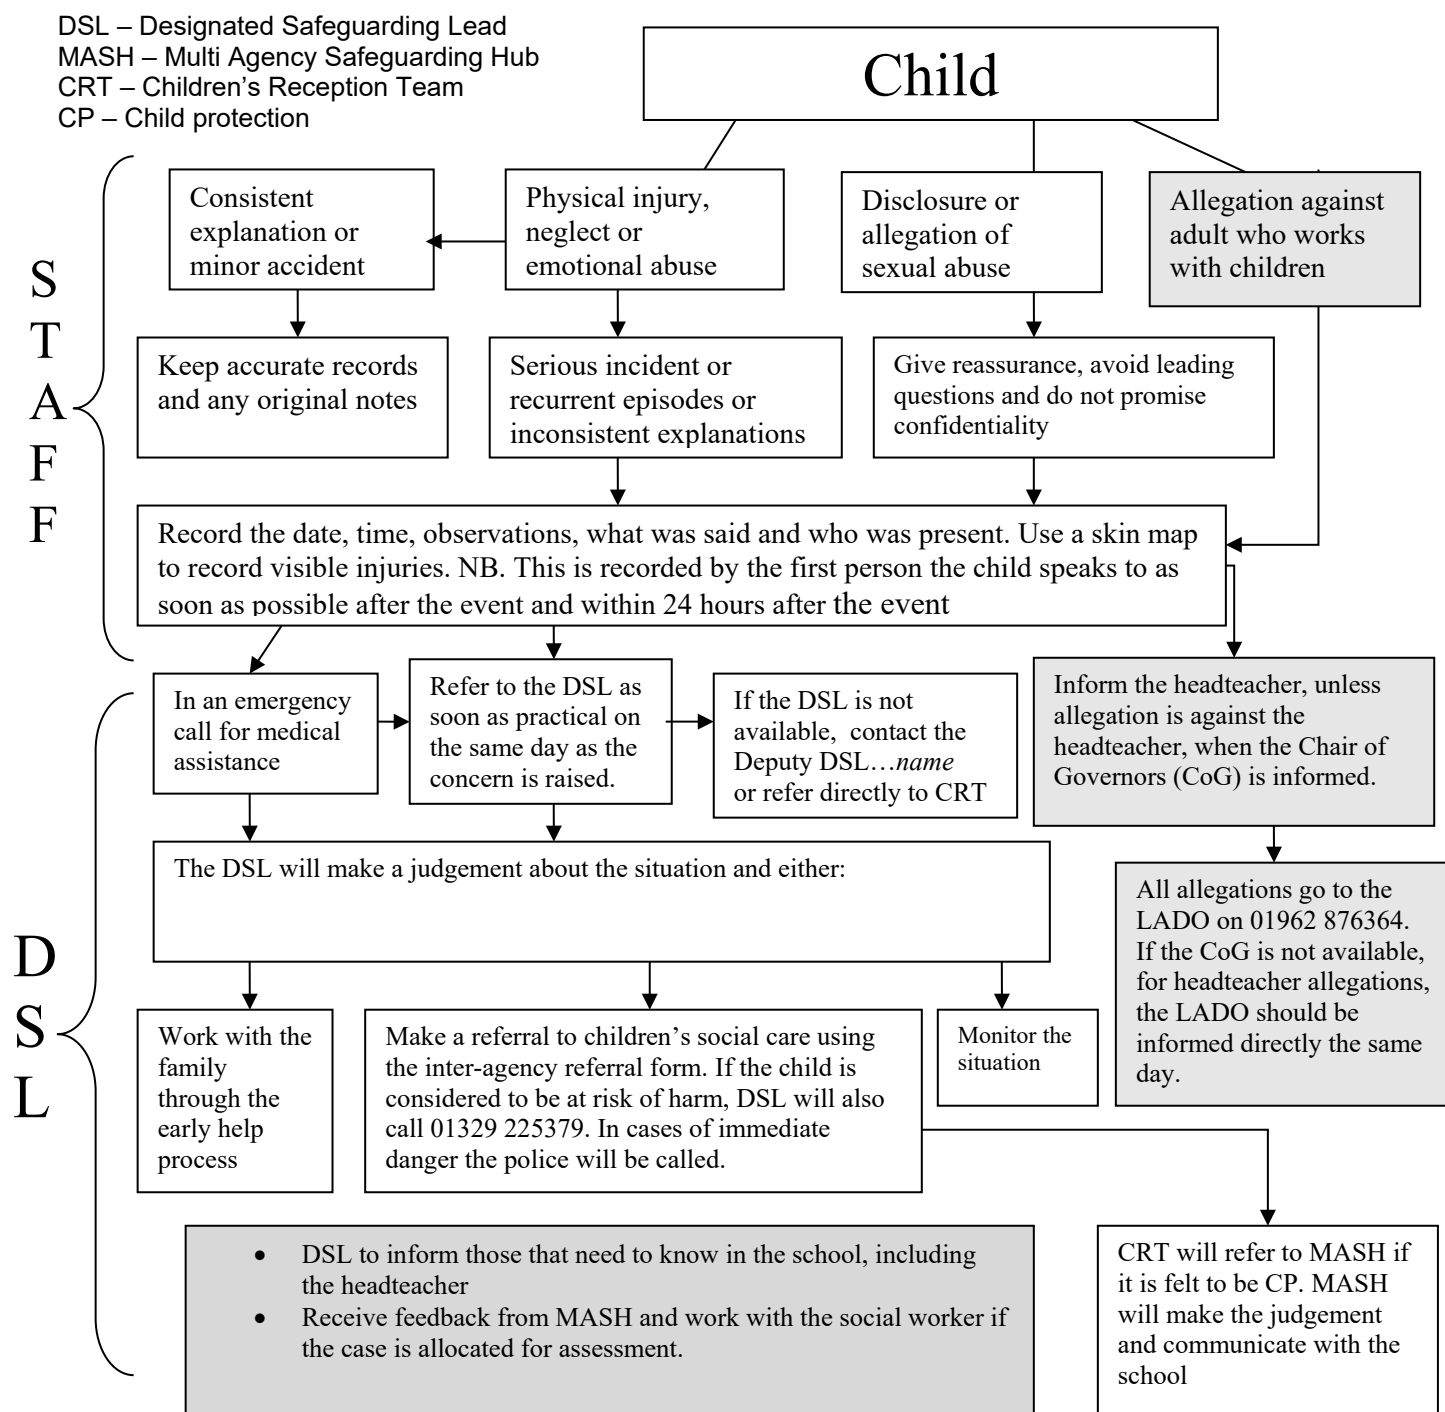 DSL – Designated Safeguarding Lead
MASH – Multi Agency Safeguarding Hub
CRT – Children's Reception Team
CP – Child protection
Child
S
T
A
F
F
Consistent
explanation or
minor accident
Physical injury,
neglect or
emotional abuse
Disclosure or
allegation of
sexual abuse
Allegation against
adult who works
with children
Keep accurate records
and any original notes
Serious incident or
recurrent episodes or
inconsistent explanations
Give reassurance, avoid leading
questions and do not promise
confidentiality
Record the date, time, observations, what was said and who was present. Use a skin map
to record visible injuries. NB. This is recorded by the first person the child speaks to as
soon as possible after the event and within 24 hours after the event
D
S
L
In an emergency
call for medical
assistance
Refer to the DSL as
soon as practical on
the same day as the
concern is raised.
If the DSL is not
available,  contact the
Deputy DSL…name
or refer directly to CRT
Inform the headteacher, unless
allegation is against the
headteacher, when the Chair of
Governors (CoG) is informed.
The DSL will make a judgement about the situation and either:
All allegations go to the
LADO on 01962 876364.
If the CoG is not available,
for headteacher allegations,
the LADO should be
informed directly the same
day.
Work with the
family
through the
early help
process
Make a referral to children's social care using
the inter-agency referral form. If the child is
considered to be at risk of harm, DSL will also
call 01329 225379. In cases of immediate
danger the police will be called.
Monitor the
situation
• DSL to inform those that need to know in the school, including
the headteacher
• Receive feedback from MASH and work with the social worker if
the case is allocated for assessment.
CRT will refer to MASH if
it is felt to be CP. MASH
will make the judgement
and communicate with the
school